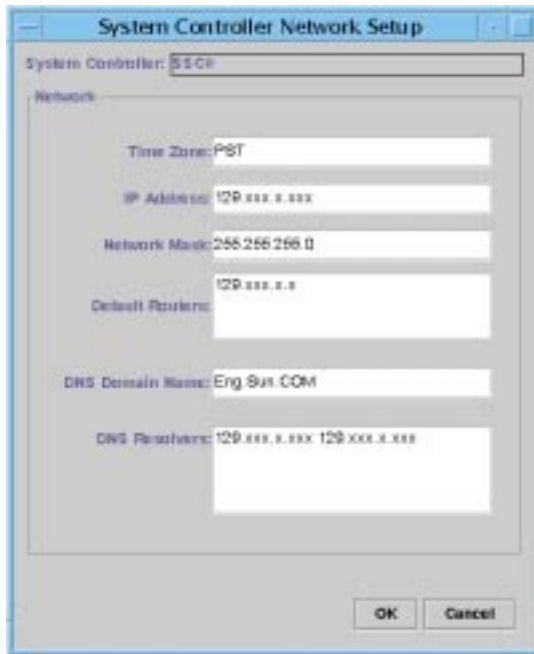 System Controller Network Setup
System Controller: SSC0
Network
Time Zone: PST
IP Address: 129.xxx.x.xxx
Network Mask: 255.255.255.0
129.xxx.x.x
Default Routers:
DNS Domain Name: Eng.Sun.COM
DNS Resolvers: 129.xxx.x.xxx 129.xxx.x.xxx
OK Cancel